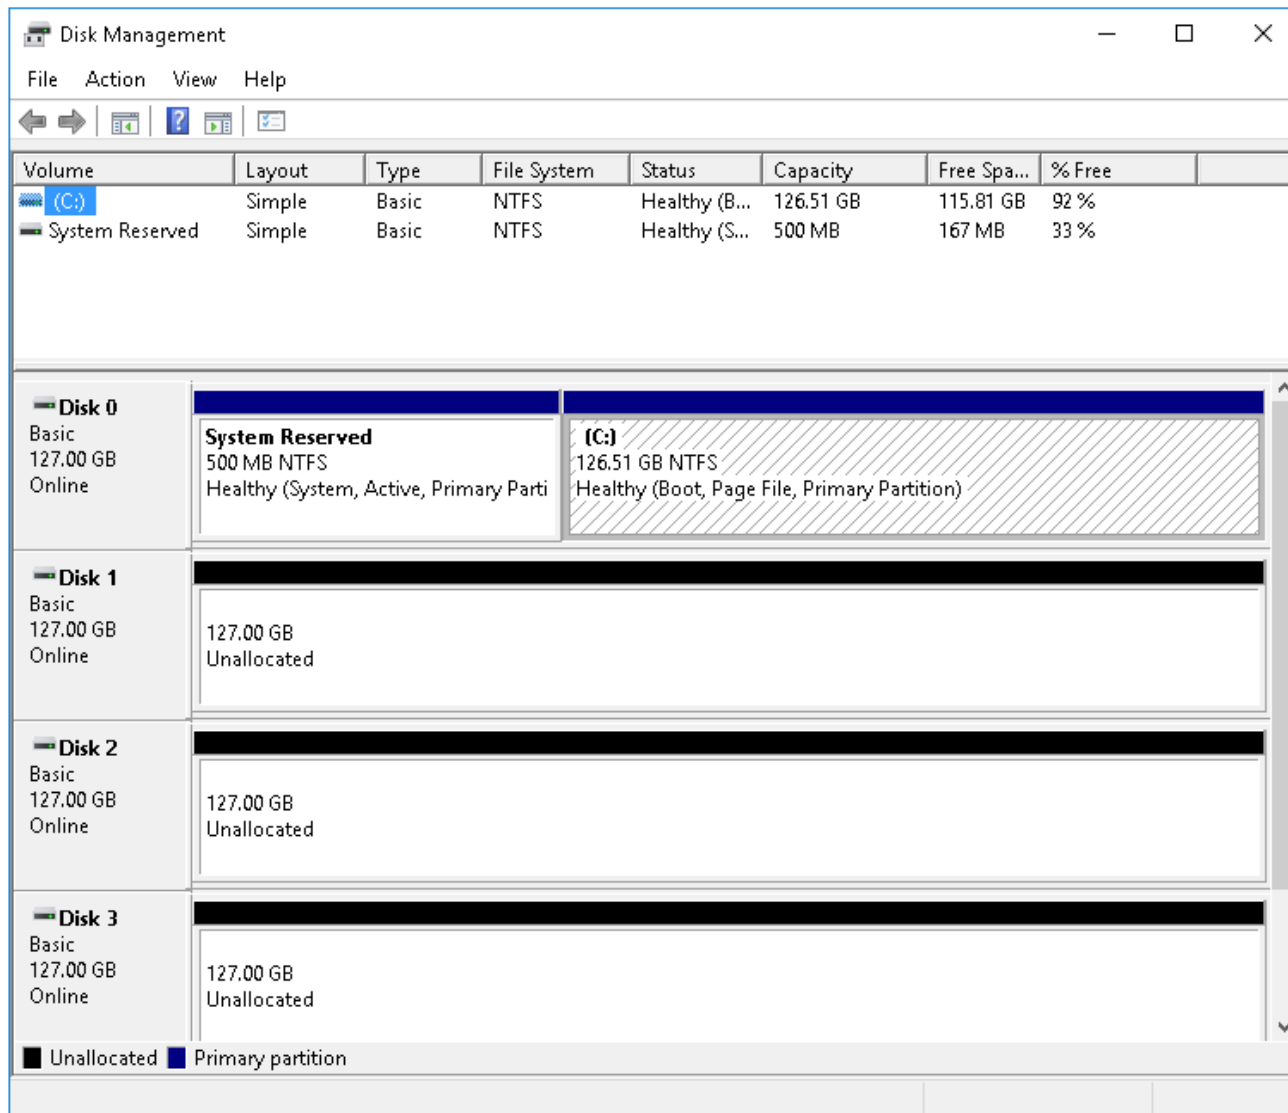 Disk Management
File Action View Help
Volume Layout Type File System Status Capacity Free Spa... % Free
(C:) Simple Basic NTFS Healthy (B... 126.51 GB 115.81 GB 92 %
System Reserved Simple Basic NTFS Healthy (S... 500 MB 167 MB 33 %
Disk 0
Basic
127.00 GB
Online
System Reserved
500 MB NTFS
Healthy (System, Active, Primary Parti
(C:)
126.51 GB NTFS
Healthy (Boot, Page File, Primary Partition)
Disk 1
Basic
127.00 GB
Online
127.00 GB
Unallocated
Disk 2
Basic
127.00 GB
Online
127.00 GB
Unallocated
Disk 3
Basic
127.00 GB
Online
127.00 GB
Unallocated
Unallocated Primary partition